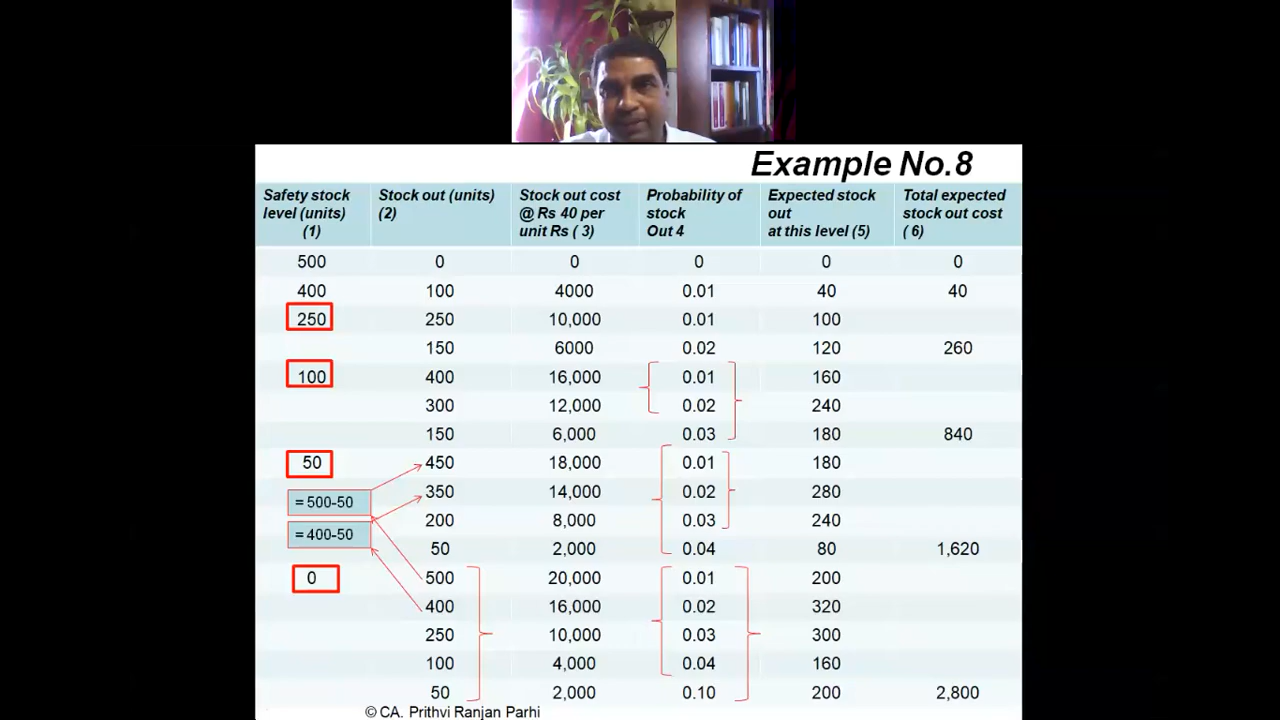 Example No.8
Safety stock level (units) (1) Stock out (units) (2) Stock out cost @ Rs 40 per unit Rs ( 3) Probability of stock Out 4 Expected stock out at this level (5) Total expected stock out cost ( 6)
500 0 0 0 0 0
400 100 4000 0.01 40 40
250 250 10,000 0.01 100
150 6000 0.02 120 260
100 400 16,000 0.01 160
300 12,000 0.02 240
150 6,000 0.03 180 840
50 450 18,000 0.01 180
= 500-50 350 14,000 0.02 280
= 400-50 200 8,000 0.03 240
50 2,000 0.04 80 1,620
0 500 20,000 0.01 200
400 16,000 0.02 320
250 10,000 0.03 300
100 4,000 0.04 160
50 2,000 0.10 200 2,800
© CA. Prithvi Ranjan Parhi